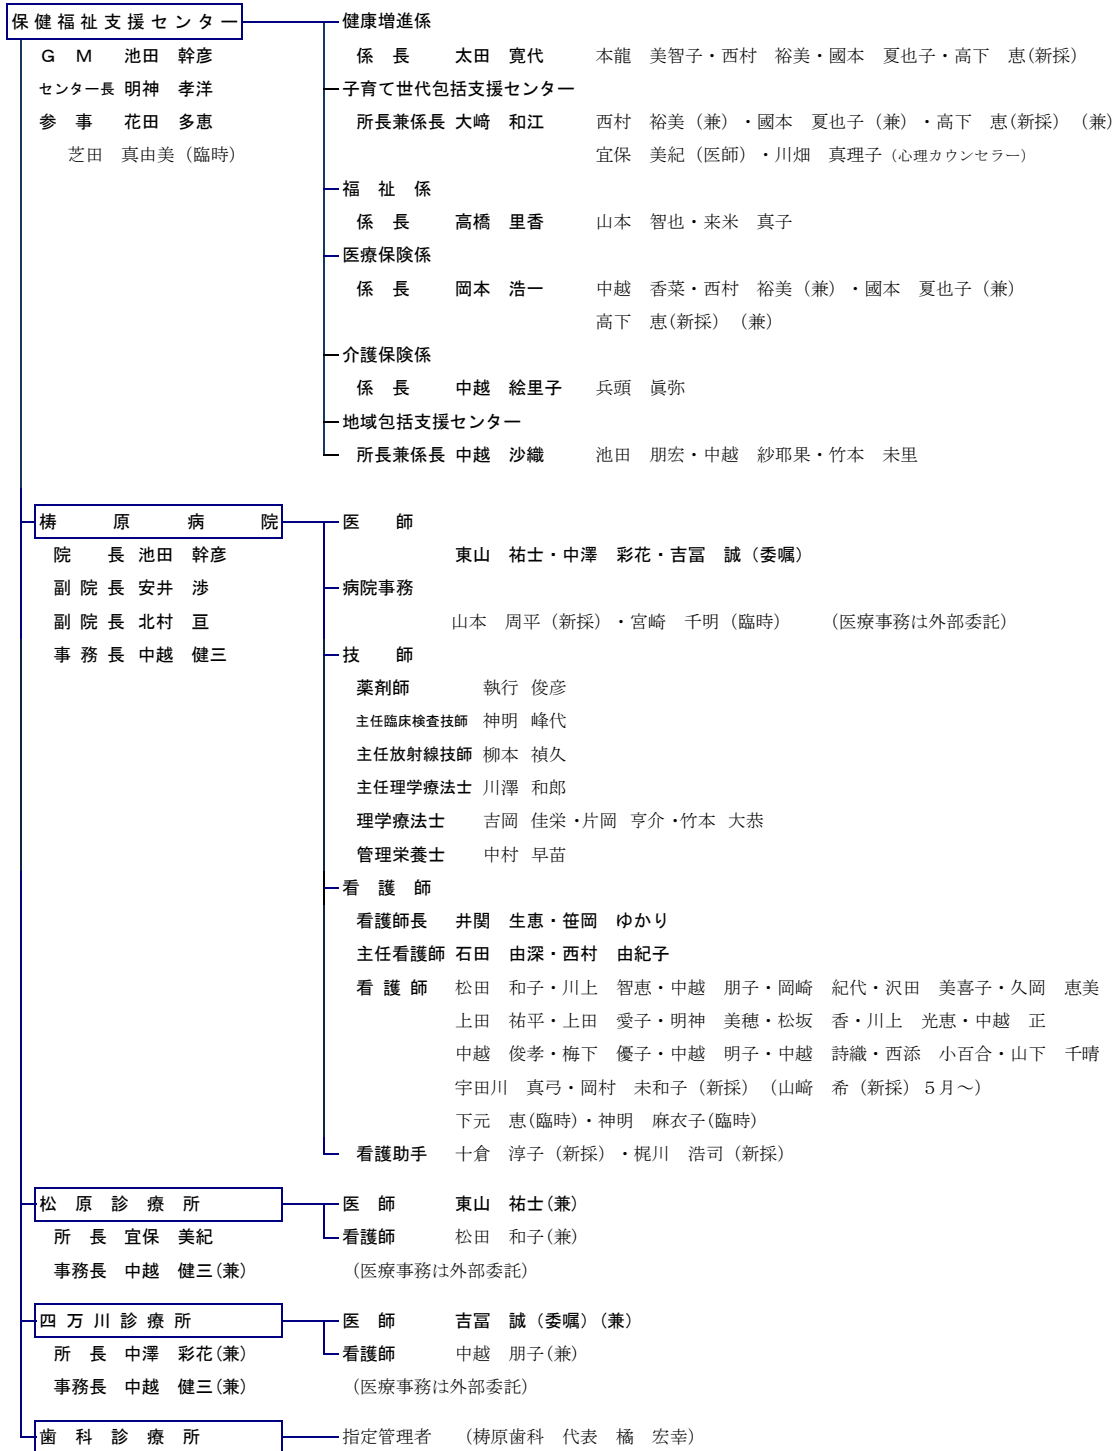 保健福祉支援センター　健康増進係
Ｇ　Ｍ　池田　幹彦　係　長　太田　寛代　本龍　美智子・西村　裕美・國本　夏也子・高下　恵(新採)
センター長　明神　孝洋　子育て世代包括支援センター
参　事　花田　多恵　所長兼係長　大﨑　和江　西村　裕美（兼）・國本　夏也子（兼）・高下　恵(新採)　（兼）
芝田　真由美（臨時）　宜保　美紀（医師）・川畑　真理子（心理カウンセラー）
福　祉　係
係　長　高橋　里香　山本　智也・来米　真子
医療保険係
係　長　岡本　浩一　中越　香菜・西村　裕美（兼）・國本　夏也子（兼）
高下　恵(新採)　（兼）
介護保険係
係　長　中越　絵里子　兵頭　眞弥
地域包括支援センター
所長兼係長　中越　沙織　池田　朋宏・中越　紗耶果・竹本　未里
梼　原　病　院　医　師
院　長　池田　幹彦　東山　祐士・中澤　彩花・吉冨　誠（委嘱）
副 院 長　安井　渉　病院事務
副 院 長　北村　亘　山本　周平（新採）・宮崎　千明（臨時）　（医療事務は外部委託）
事 務 長　中越　健三　技　師
薬剤師　執行　俊彦
主任臨床検査技師　神明　峰代
主任放射線技師　柳本　禎久
主任理学療法士　川澤　和郎
理学療法士　吉岡　佳栄・片岡　亨介・竹本　大恭
管理栄養士　中村　早苗
看　護　師
看護師長　井関　生恵・笹岡　ゆかり
主任看護師　石田　由深・西村　由紀子
看 護 師　松田　和子・川上　智恵・中越　朋子・岡崎　紀代・沢田　美喜子・久岡　恵美
上田　祐平・上田　愛子・明神　美穂・松坂　香・川上　光恵・中越　正
中越　俊孝・梅下　優子・中越　明子・中越　詩織・西添　小百合・山下　千晴
宇田川　真弓・岡村　未和子（新採）　（山﨑　希（新採）５月～）
下元　恵(臨時)・神明　麻衣子(臨時)
看護助手　十倉　淳子（新採）・梶川　浩司（新採）
松　原　診　療　所　医　師　東山　祐士(兼)
所　長　宜保　美紀　看護師　松田　和子(兼)
事務長　中越　健三(兼)　（医療事務は外部委託）
四 万 川 診 療 所　医　師　吉冨　誠（委嘱）(兼)
所　長　中澤　彩花(兼)　看護師　中越　朋子(兼)
事務長　中越　健三(兼)　（医療事務は外部委託）
歯　科　診　療　所　指定管理者　（梼原歯科　代表　橘　宏幸）